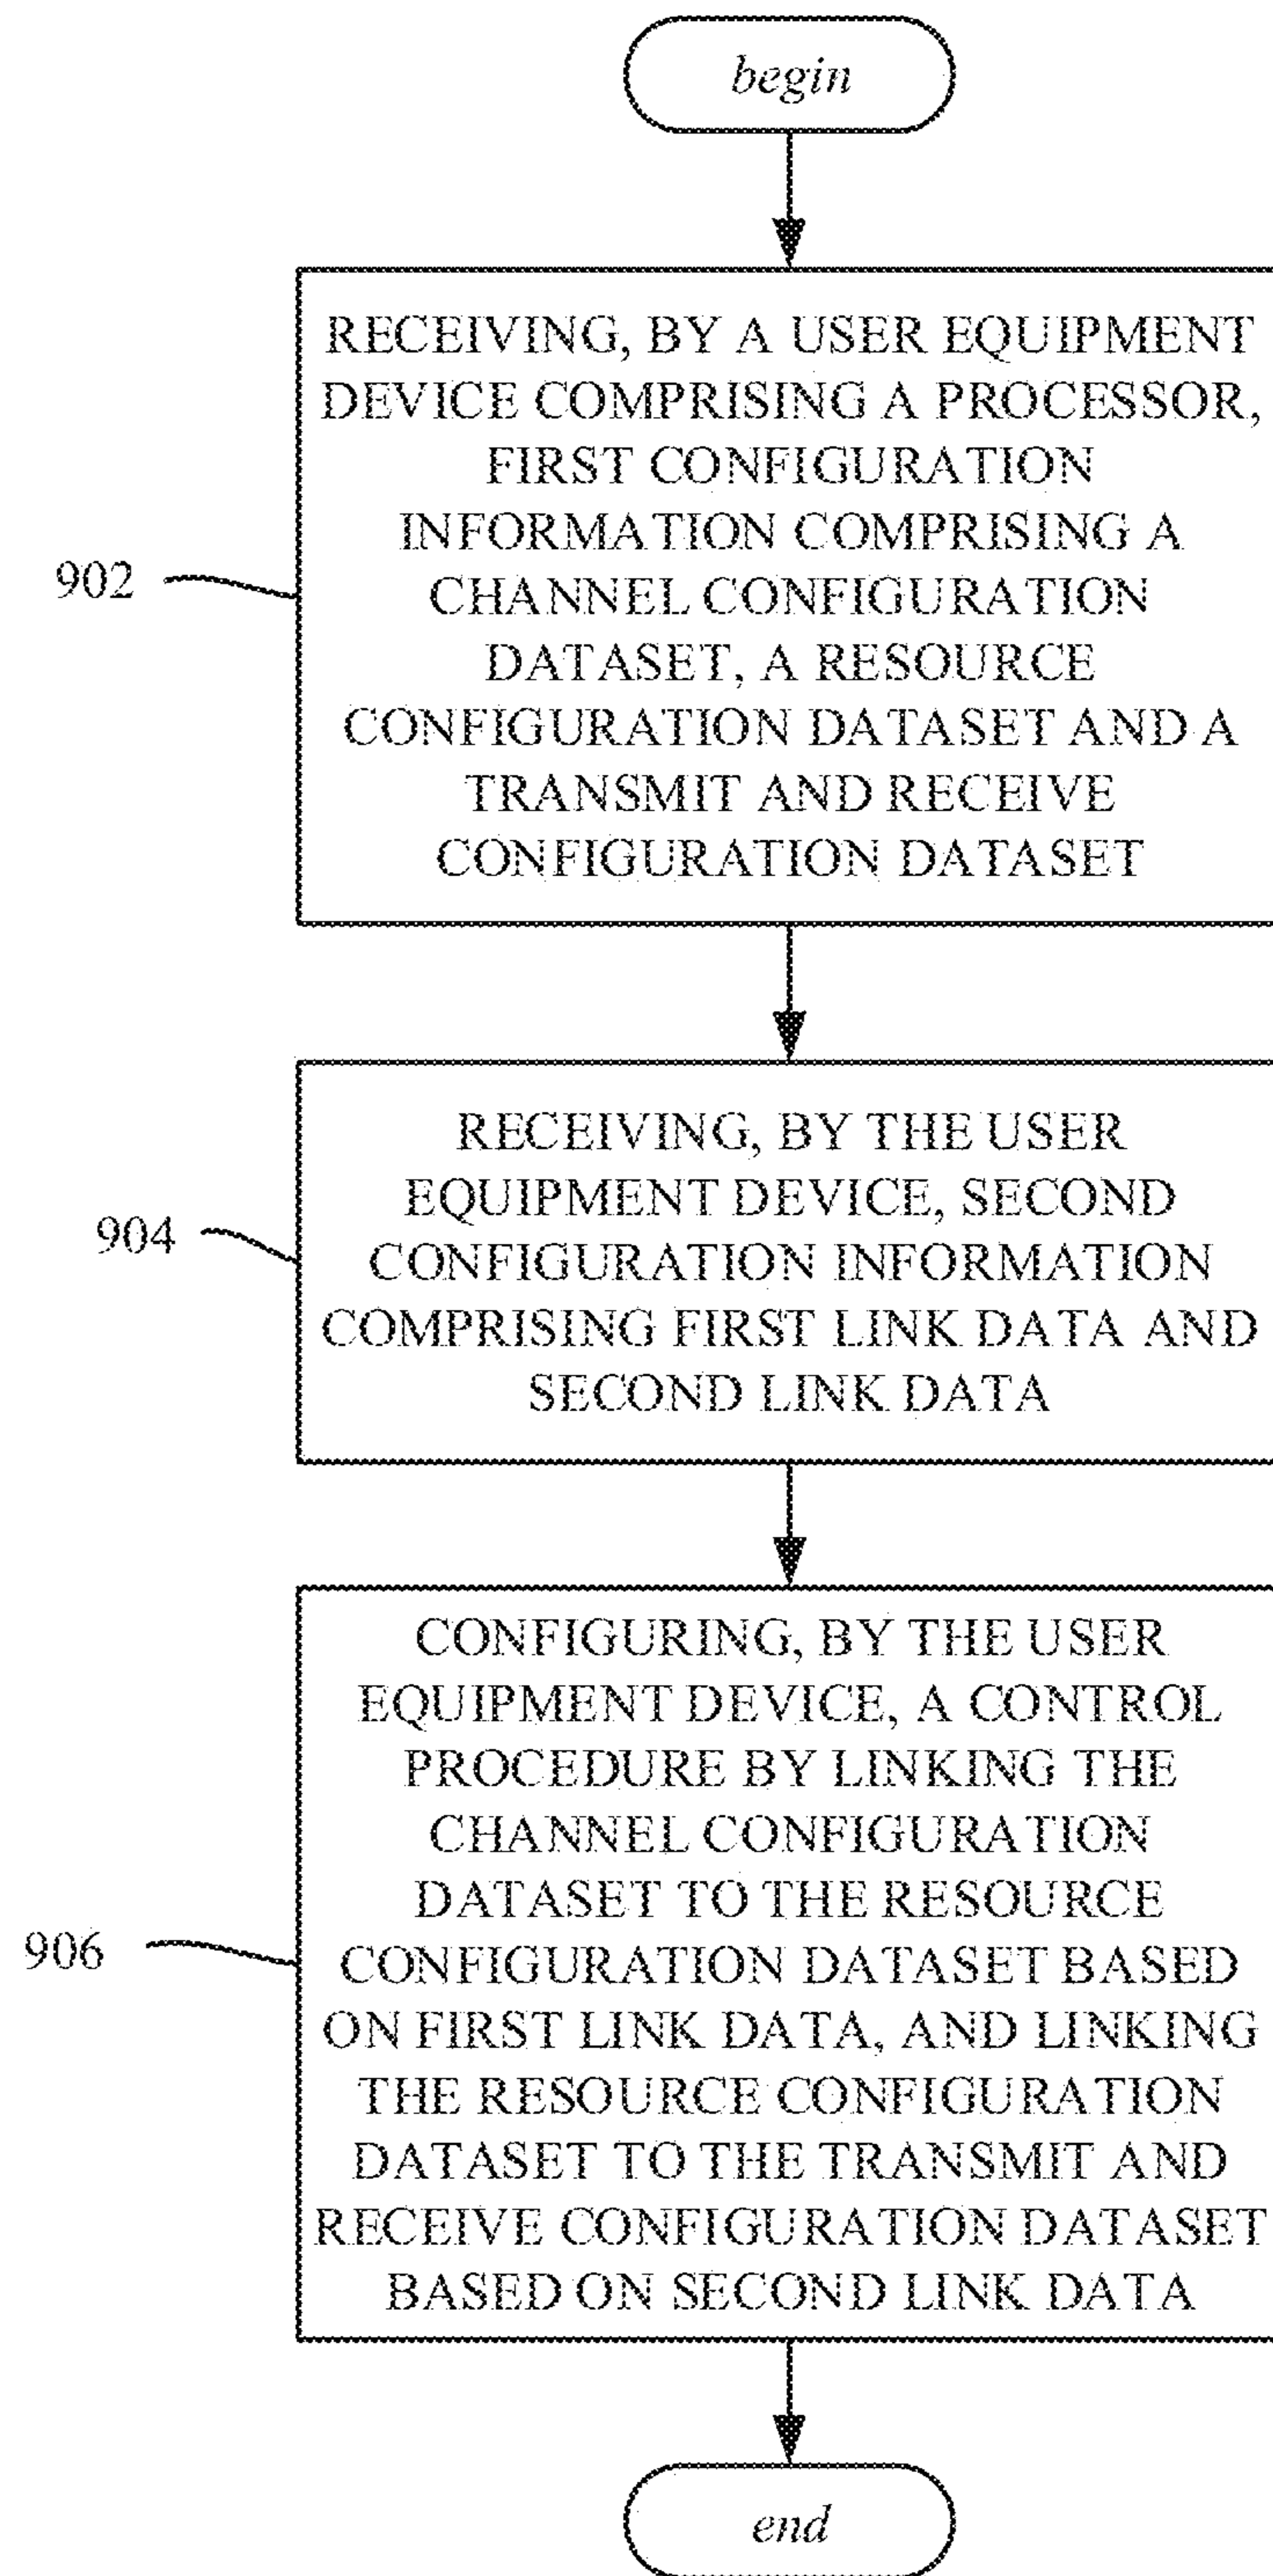 begin
RECEIVING, BY A USER EQUIPMENT
DEVICE COMPRISING A PROCESSOR,
FIRST CONFIGURATION
INFORMATION COMPRISING A
CHANNEL CONFIGURATION
DATASET, A RESOURCE
CONFIGURATION DATASET AND A
TRANSMIT AND RECEIVE
CONFIGURATION DATASET
902
RECEIVING, BY THE USER
EQUIPMENT DEVICE, SECOND
CONFIGURATION INFORMATION
COMPRISING FIRST LINK DATA AND
SECOND LINK DATA
904
CONFIGURING, BY THE USER
EQUIPMENT DEVICE, A CONTROL
PROCEDURE BY LINKING THE
CHANNEL CONFIGURATION
DATASET TO THE RESOURCE
CONFIGURATION DATASET BASED
ON FIRST LINK DATA, AND LINKING
THE RESOURCE CONFIGURATION
DATASET TO THE TRANSMIT AND
RECEIVE CONFIGURATION DATASET
BASED ON SECOND LINK DATA
906
end